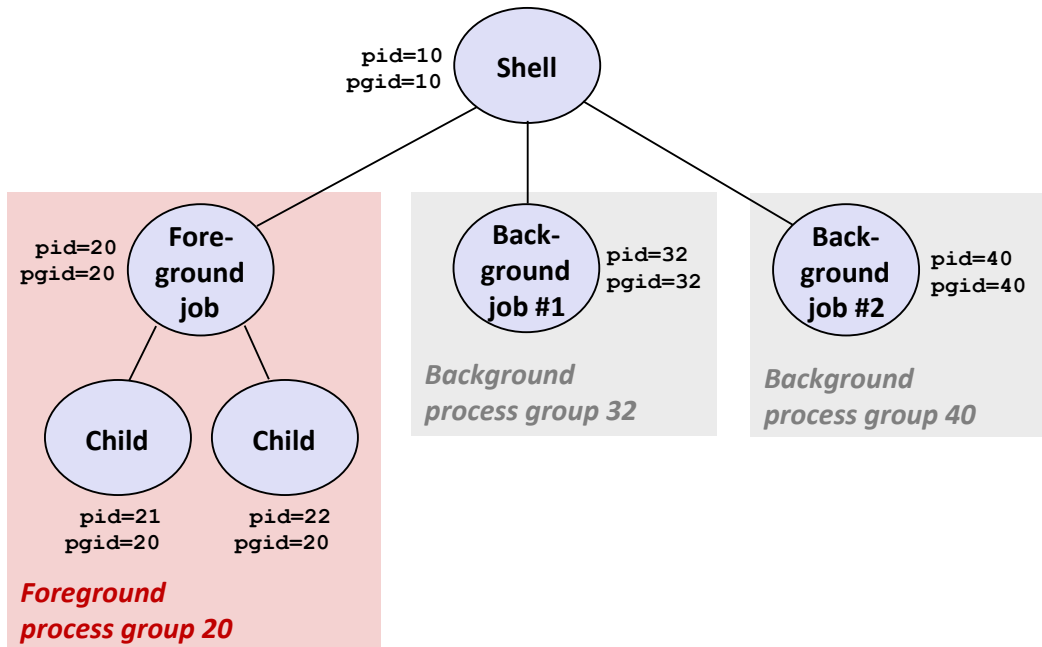 pid=10
pgid=10
Shell
pid=20
pgid=20
Fore-
ground
job
Back-
ground
job #1
pid=32
pgid=32
Back-
ground
job #2
pid=40
pgid=40
Background
process group 32
Background
process group 40
Child
Child
pid=21
pgid=20
pid=22
pgid=20
Foreground
process group 20